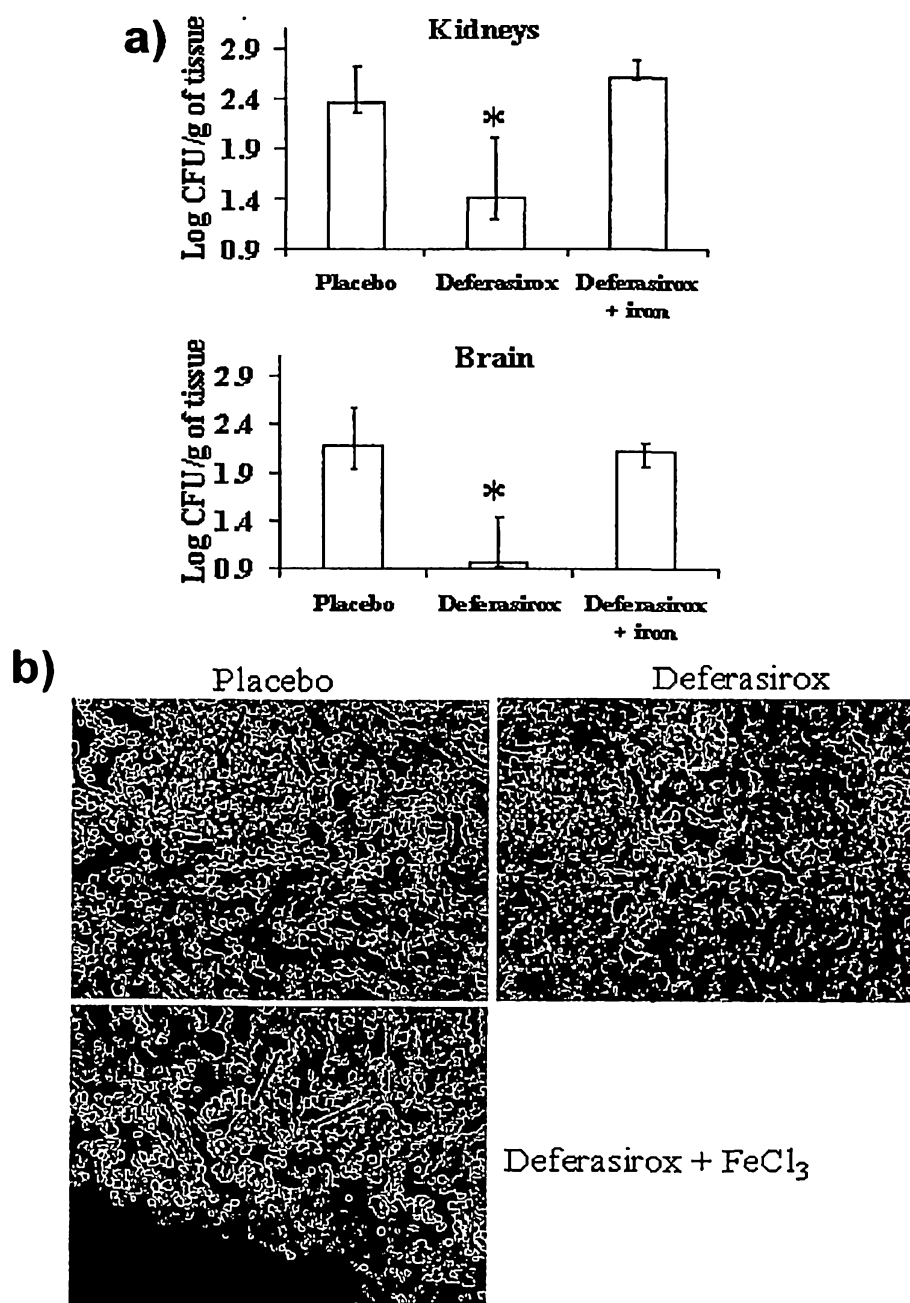 a)
Kidneys
Log CFU/g of tissue
2.9
2.4
1.9
1.4
0.9
*
Placebo
Deferasirox
Deferasirox
+ iron
Brain
Log CFU/g of tissue
2.9
2.4
1.9
1.4
0.9
*
Placebo
Deferasirox
Deferasirox
+ iron
b)
Placebo
Deferasirox
Deferasirox + FeCl₃